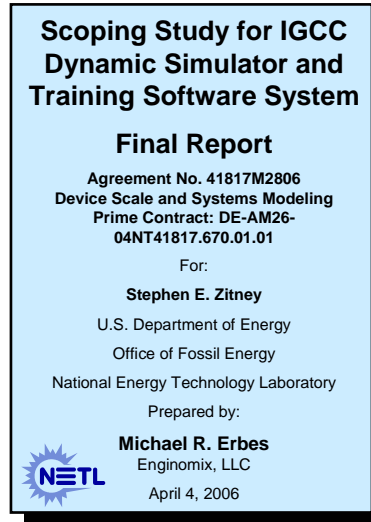 Scoping Study for IGCC
Dynamic Simulator and
Training Software System
Final Report
Agreement No. 41817M2806
Device Scale and Systems Modeling
Prime Contract: DE-AM26-
04NT41817.670.01.01
For:
Stephen E. Zitney
U.S. Department of Energy
Office of Fossil Energy
National Energy Technology Laboratory
Prepared by:
Michael R. Erbes
Enginomix, LLC
April 4, 2006
NETL